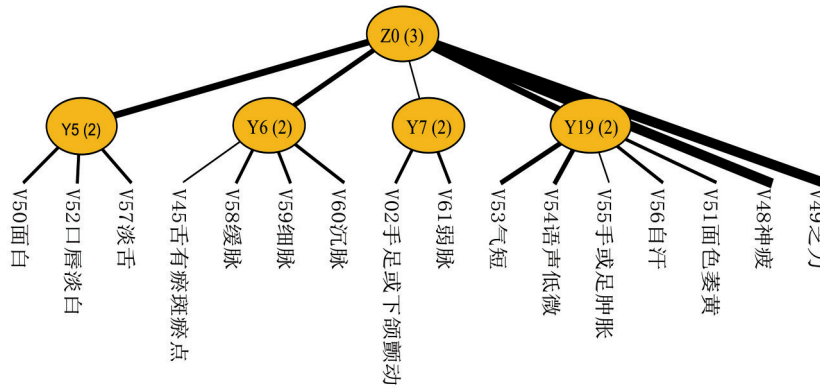 Z0 (3)
Y5 (2)
Y6 (2)
Y7 (2)
Y19 (2)
V50面白
V52口唇淡白
V57淡舌
V45舌有瘀斑瘀点
V58缓脉
V59细脉
V60沉脉
V02手足或下颌颤动
V61弱脉
V53气短
V54语声低微
V55手或足肿胀
V56自汗
V51面色萎黄
V48神疲
V49乏力